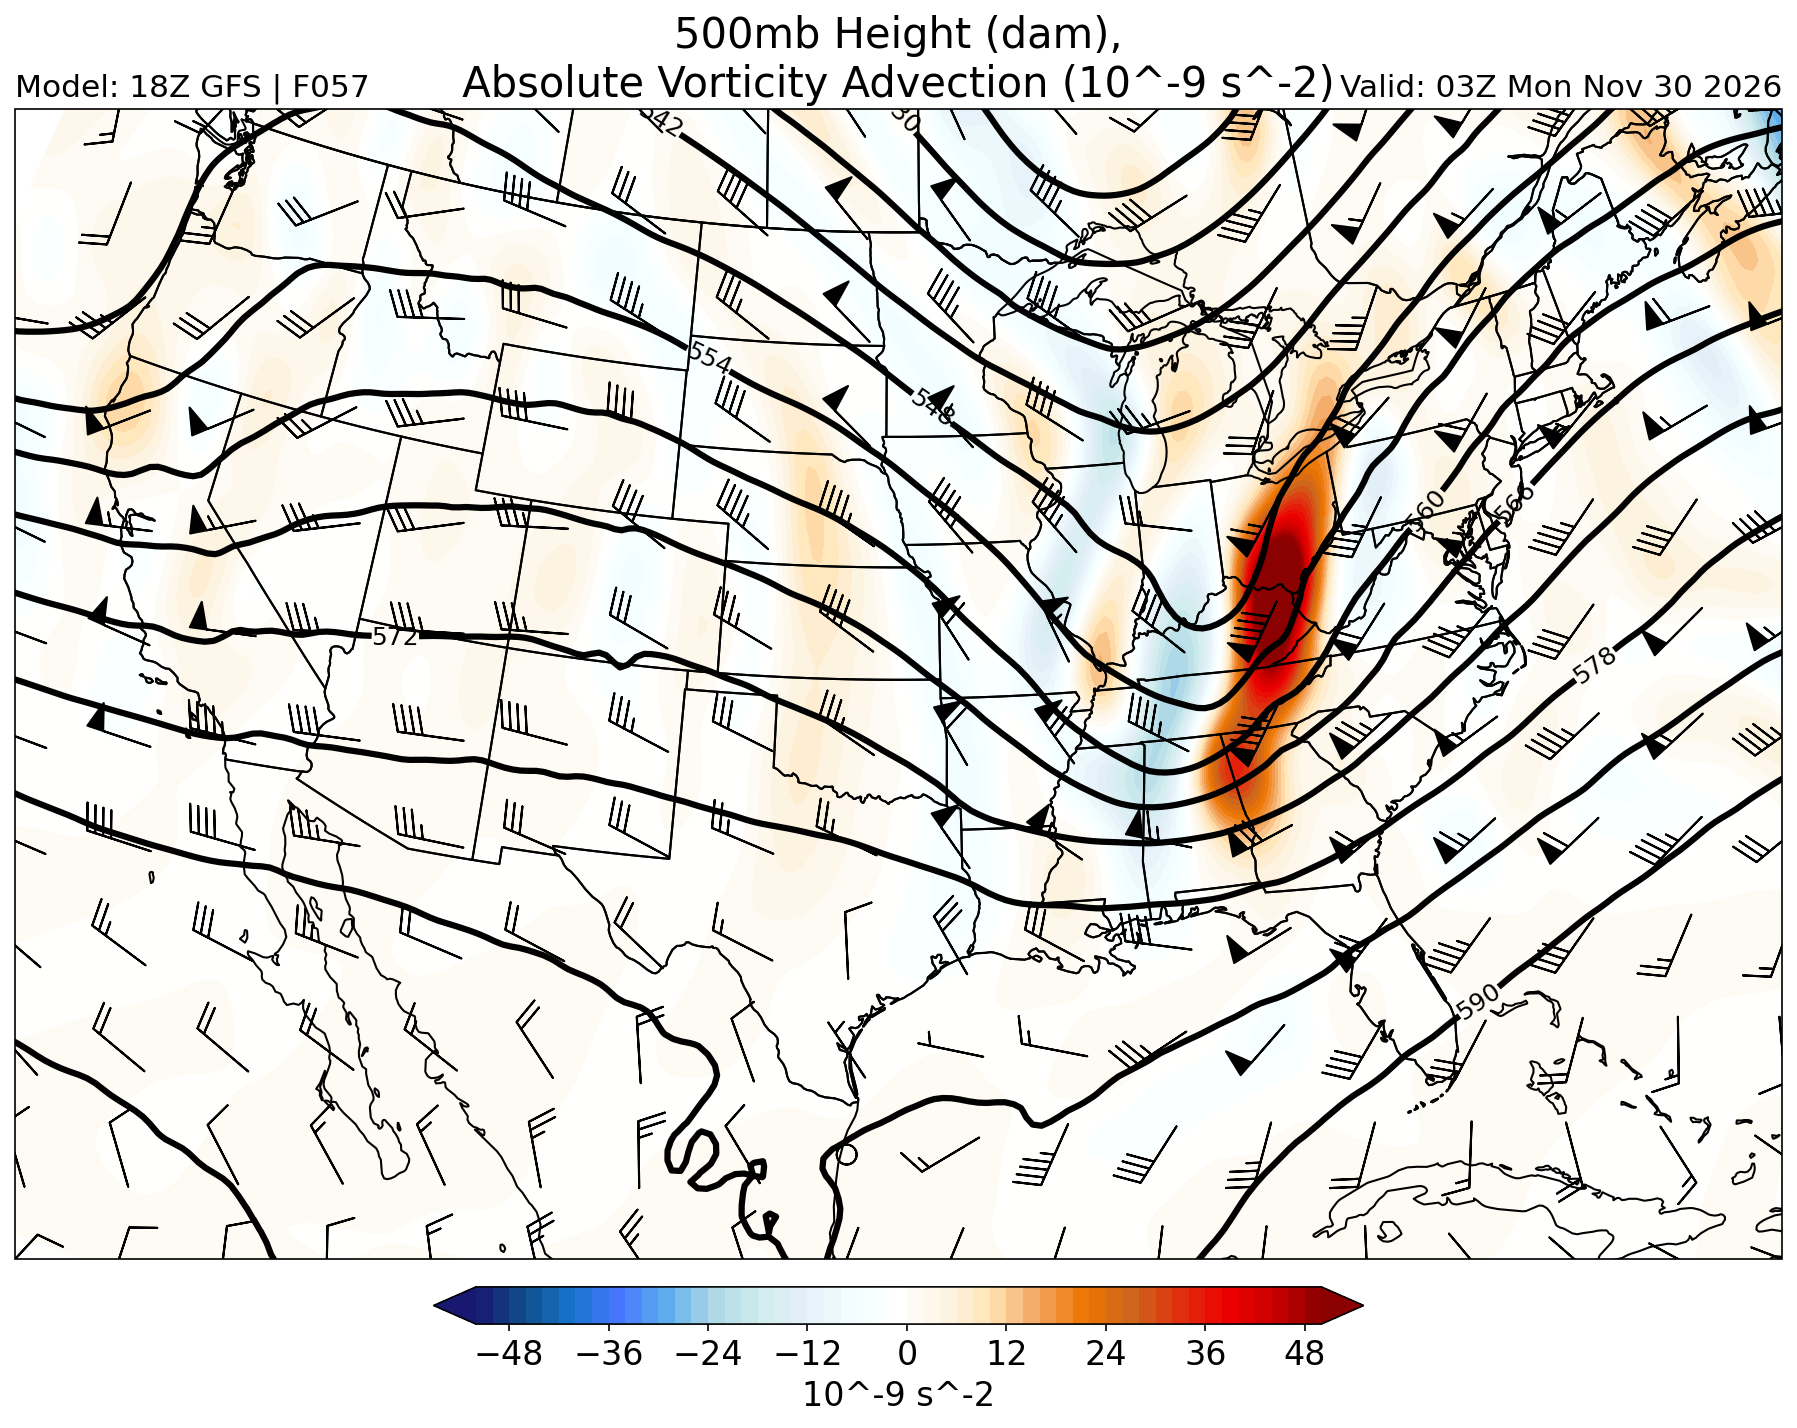 500mb Height (dam),
Model: 18Z GFS | F057 Absolute Vorticity Advection (10^-9 s^-2) Valid: 03Z Mon Nov 30 2026
542
30
554
548
560
566
572
578
590
−48 −36 −24 −12 0 12 24 36 48
10^-9 s^-2